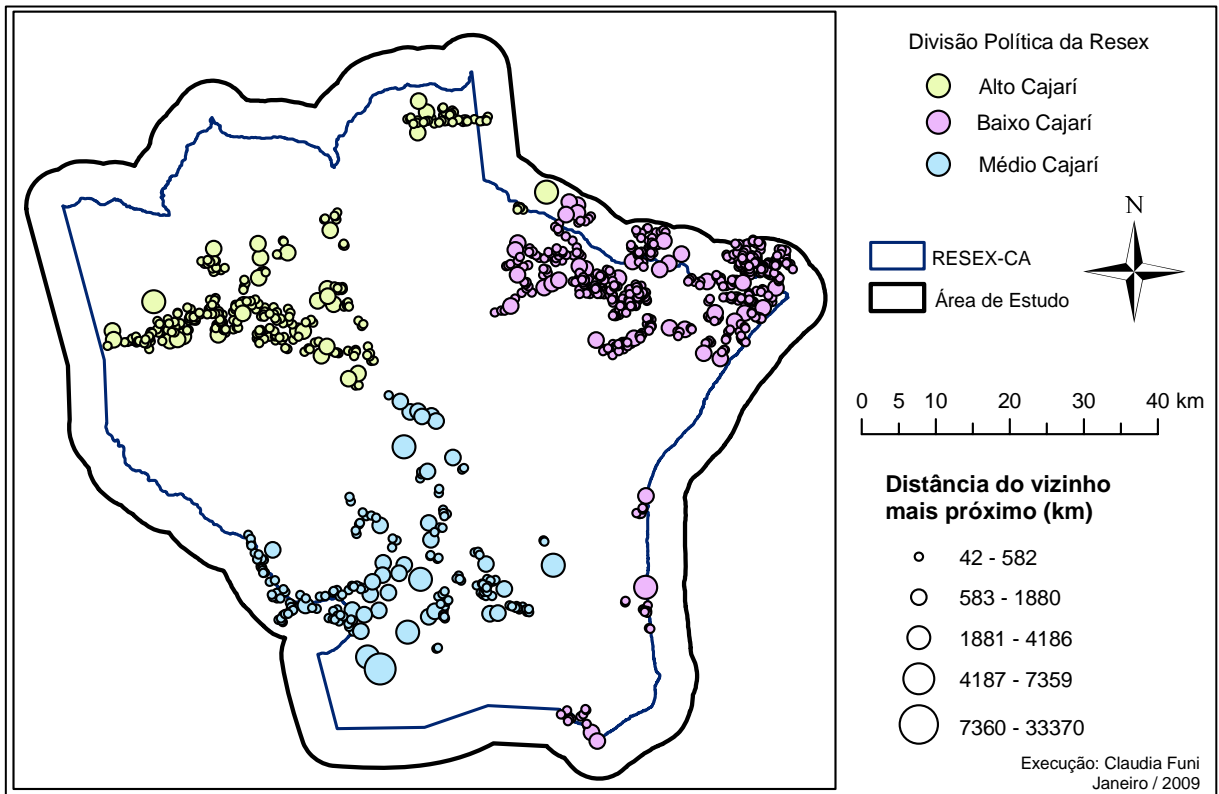 Divisão Política da Resex
Alto Cajarí
Baixo Cajarí
Médio Cajarí
N
RESEX-CA
Área de Estudo
0 5 10 20 30 40 km
Distância do vizinho
mais próximo (km)
42 - 582
583 - 1880
1881 - 4186
4187 - 7359
7360 - 33370
Execução: Claudia Funi
Janeiro / 2009